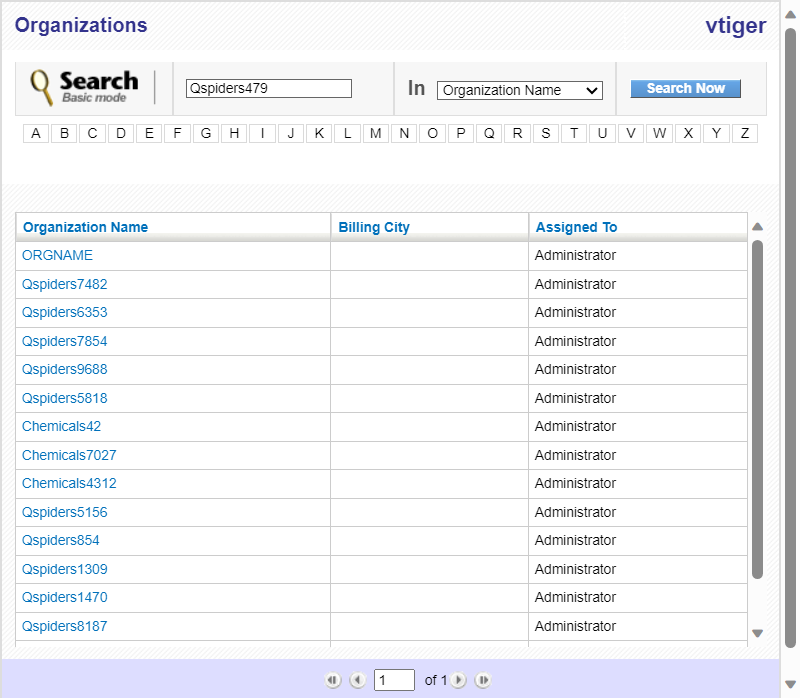 Organizations vtiger
Search Basic mode Qspiders479 In Organization Name Search Now
A B C D E F G H I J K L M N O P Q R S T U V W X Y Z
Organization Name Billing City Assigned To
ORGNAME Administrator
Qspiders7482 Administrator
Qspiders6353 Administrator
Qspiders7854 Administrator
Qspiders9688 Administrator
Qspiders5818 Administrator
Chemicals42 Administrator
Chemicals7027 Administrator
Chemicals4312 Administrator
Qspiders5156 Administrator
Qspiders854 Administrator
Qspiders1309 Administrator
Qspiders1470 Administrator
Qspiders8187 Administrator
1 of 1